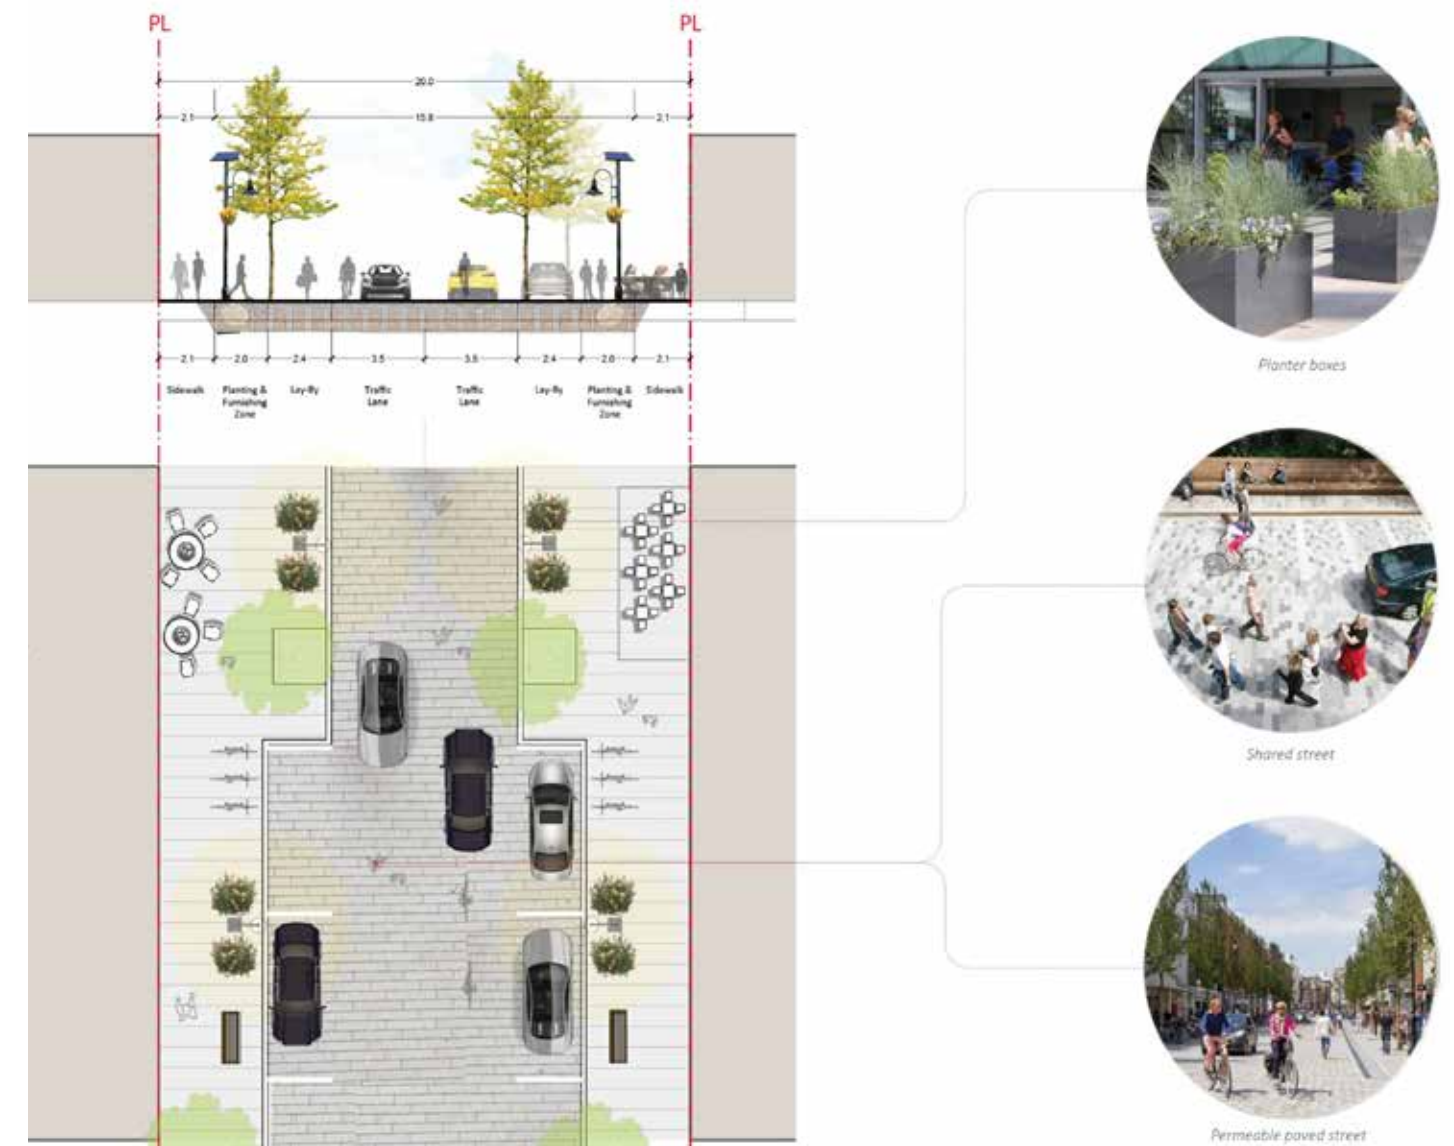 PL PL
20.0
2.1 15.8 2.1
2.1 2.0 2.4 3.5 3.5 2.4 2.0 2.1
Sidewalk Planting & Lay-By Traffic Traffic Lay-By Planting & Sidewalk
Furnishing Lane Lane Furnishing
Zone Zone
Planter boxes
Shared street
Permeable paved street